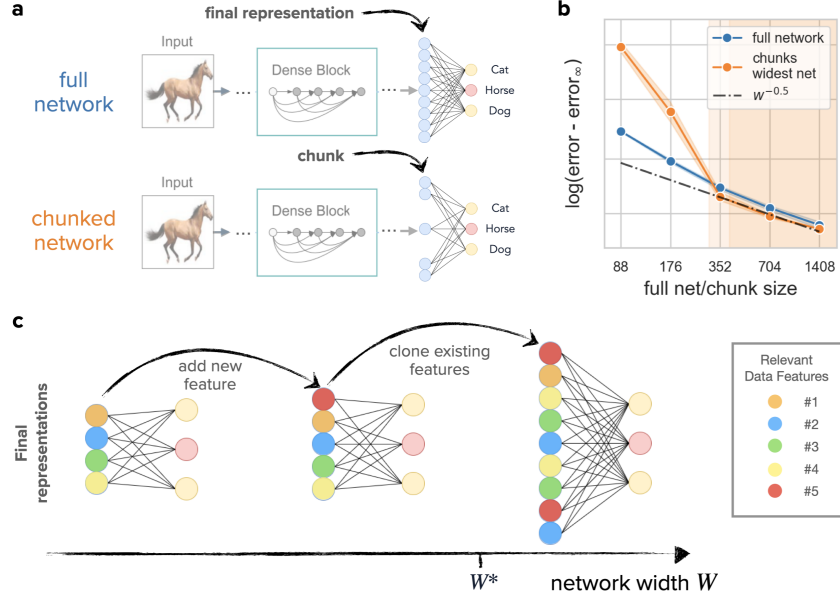 a
final representation
Input
full
network
...
Dense Block
...
Cat
Horse
Dog
chunk
Input
chunked
network
...
Dense Block
...
Cat
Horse
Dog
b
log(error - error∞)
full network
chunks
widest net
w^−0.5
88 176 352 704 1408
full net/chunk size
c
Final
representations
add new
feature
clone existing
features
Relevant
Data Features
#1
#2
#3
#4
#5
W*
network width W